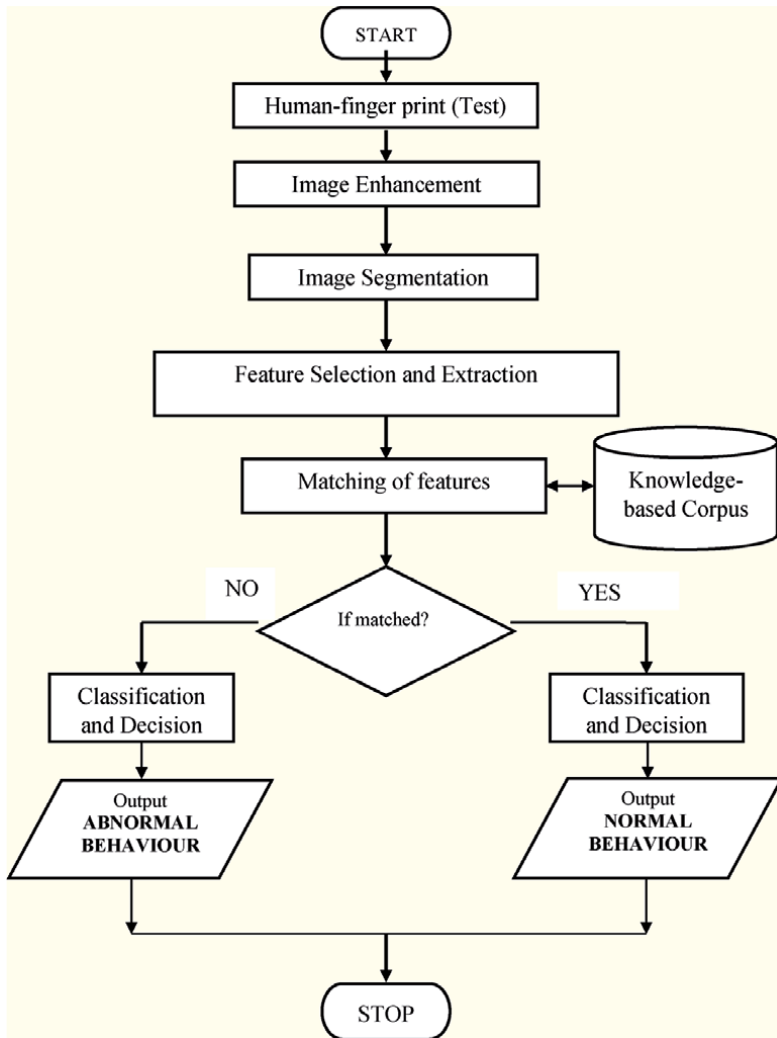 START
Human-finger print (Test)
Image Enhancement
Image Segmentation
Feature Selection and Extraction
Matching of features
Knowledge-
based Corpus
NO
YES
If matched?
Classification
and Decision
Classification
and Decision
Output
ABNORMAL
BEHAVIOUR
Output
NORMAL
BEHAVIOUR
STOP